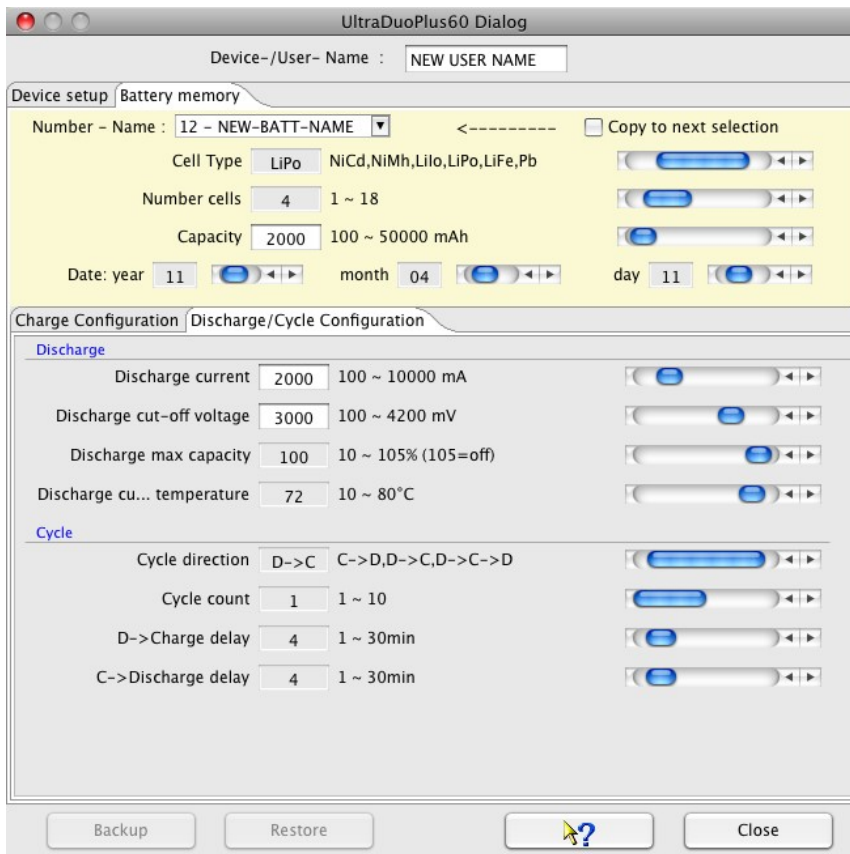 UltraDuoPlus60 Dialog
Device-/User- Name : NEW USER NAME
Device setup Battery memory
Number - Name : 12 - NEW-BATT-NAME <--------- Copy to next selection
Cell Type LiPo NiCd,NiMh,LiIo,LiPo,LiFe,Pb
Number cells 4 1 ~ 18
Capacity 2000 100 ~ 50000 mAh
Date: year 11 month 04 day 11
Charge Configuration Discharge/Cycle Configuration
Discharge
Discharge current 2000 100 ~ 10000 mA
Discharge cut-off voltage 3000 100 ~ 4200 mV
Discharge max capacity 100 10 ~ 105% (105=off)
Discharge cu... temperature 72 10 ~ 80°C
Cycle
Cycle direction D->C C->D,D->C,D->C->D
Cycle count 1 1 ~ 10
D->Charge delay 4 1 ~ 30min
C->Discharge delay 4 1 ~ 30min
Backup Restore ? Close